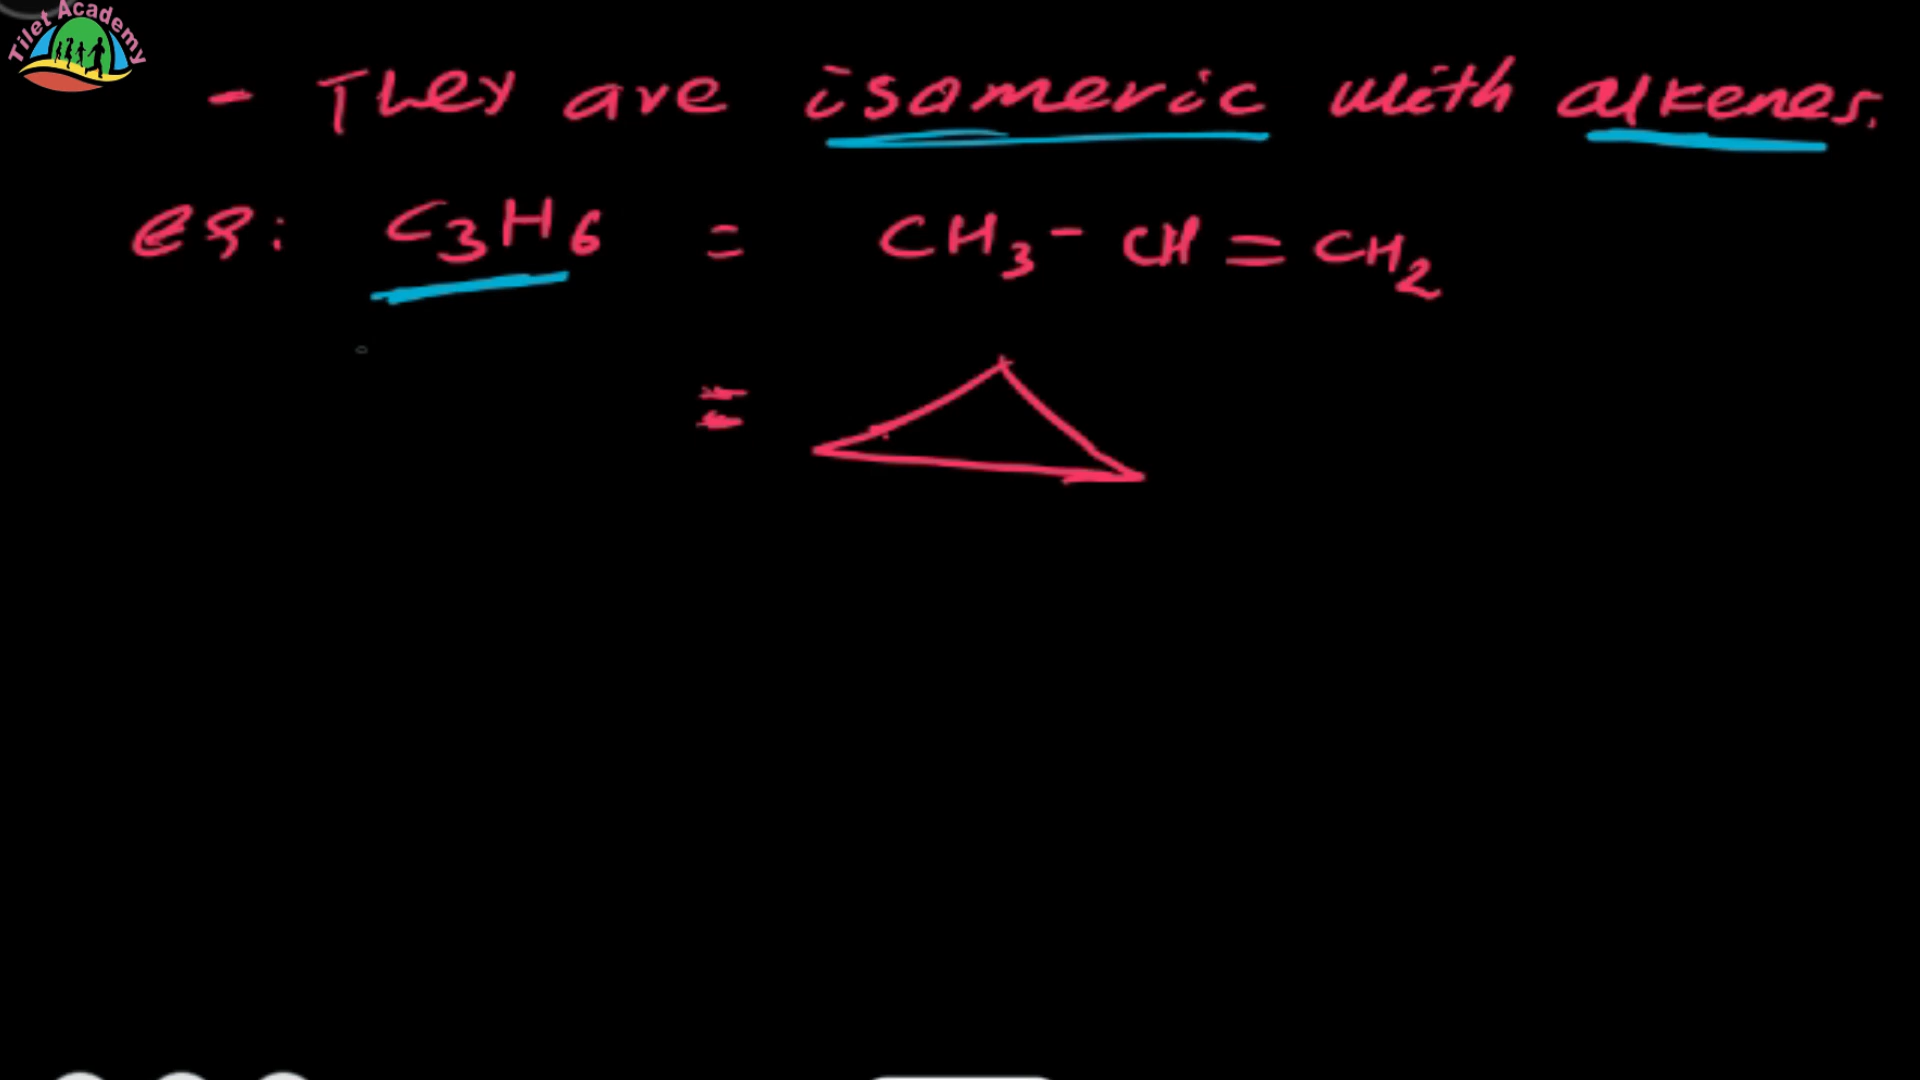 Tilet Academy
- They are isomeric with alkenes.
eg: C3H6 = CH3 - CH = CH2
=